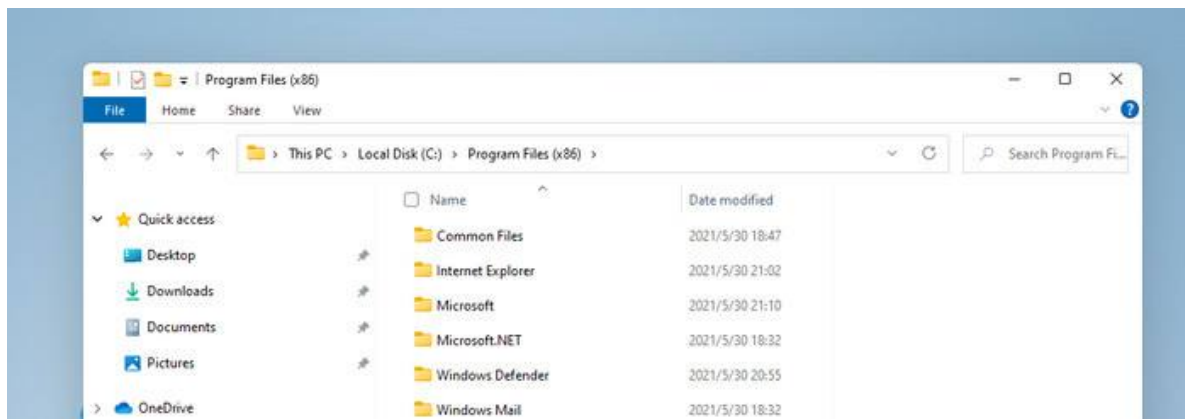 Program Files (x86)
File Home Share View
This PC > Local Disk (C:) > Program Files (x86) >
Search Program Fi...
Name Date modified
Quick access
Common Files 2021/5/30 18:47
Desktop
Internet Explorer 2021/5/30 21:02
Downloads
Microsoft 2021/5/30 21:10
Documents
Microsoft.NET 2021/5/30 18:32
Pictures
Windows Defender 2021/5/30 20:55
OneDrive
Windows Mail 2021/5/30 18:32